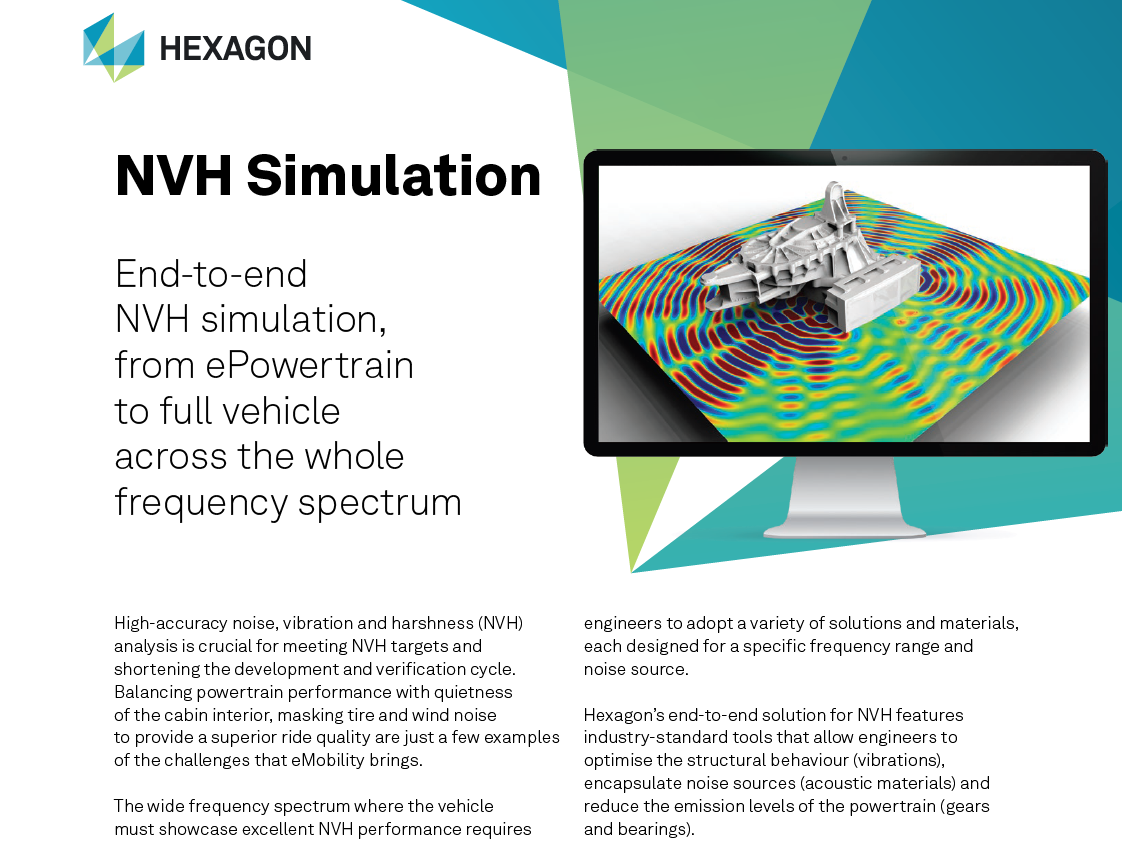 HEXAGON
NVH Simulation
End-to-end
NVH simulation,
from ePowertrain
to full vehicle
across the whole
frequency spectrum
High-accuracy noise, vibration and harshness (NVH)
analysis is crucial for meeting NVH targets and
shortening the development and verification cycle.
Balancing powertrain performance with quietness
of the cabin interior, masking tire and wind noise
to provide a superior ride quality are just a few examples
of the challenges that eMobility brings.
The wide frequency spectrum where the vehicle
must showcase excellent NVH performance requires
engineers to adopt a variety of solutions and materials,
each designed for a specific frequency range and
noise source.
Hexagon’s end-to-end solution for NVH features
industry-standard tools that allow engineers to
optimise the structural behaviour (vibrations),
encapsulate noise sources (acoustic materials) and
reduce the emission levels of the powertrain (gears
and bearings).